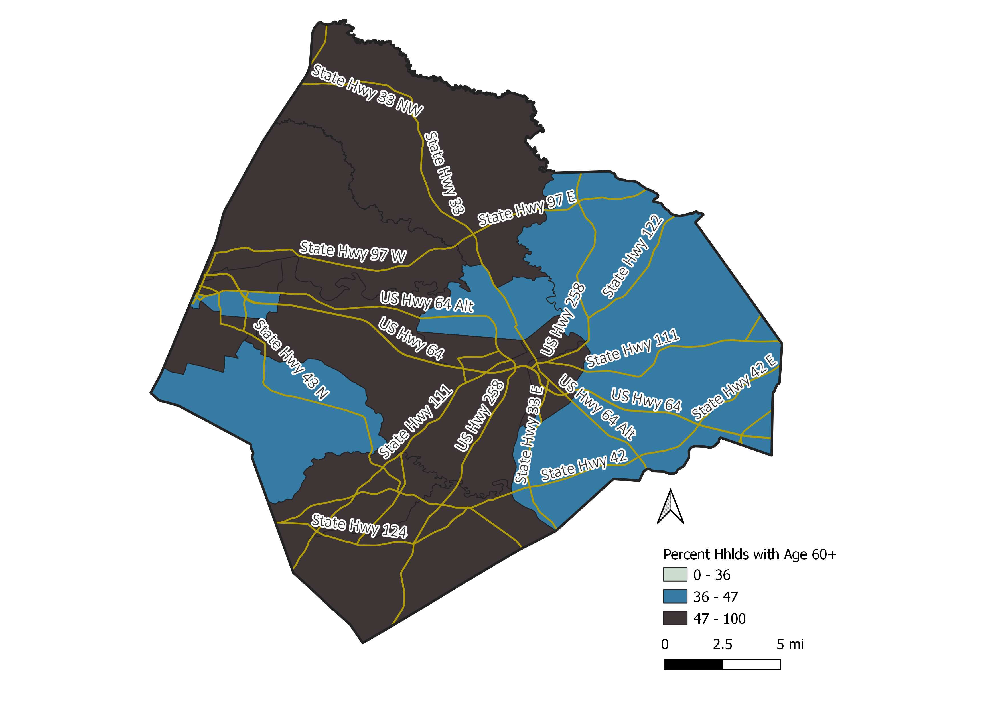 State Hwy 33 NW
State Hwy 33
State Hwy 97 E
State Hwy 122
State Hwy 97 W
US Hwy 64 Alt
US Hwy 258
US Hwy 64
State Hwy 111
State Hwy 43 N
State Hwy 42 E
State Hwy 111
US Hwy 258
State Hwy 33 E
US Hwy 64 Alt
US Hwy 64
State Hwy 42
State Hwy 124
Percent Hhlds with Age 60+
0 - 36
36 - 47
47 - 100
0 2.5 5 mi